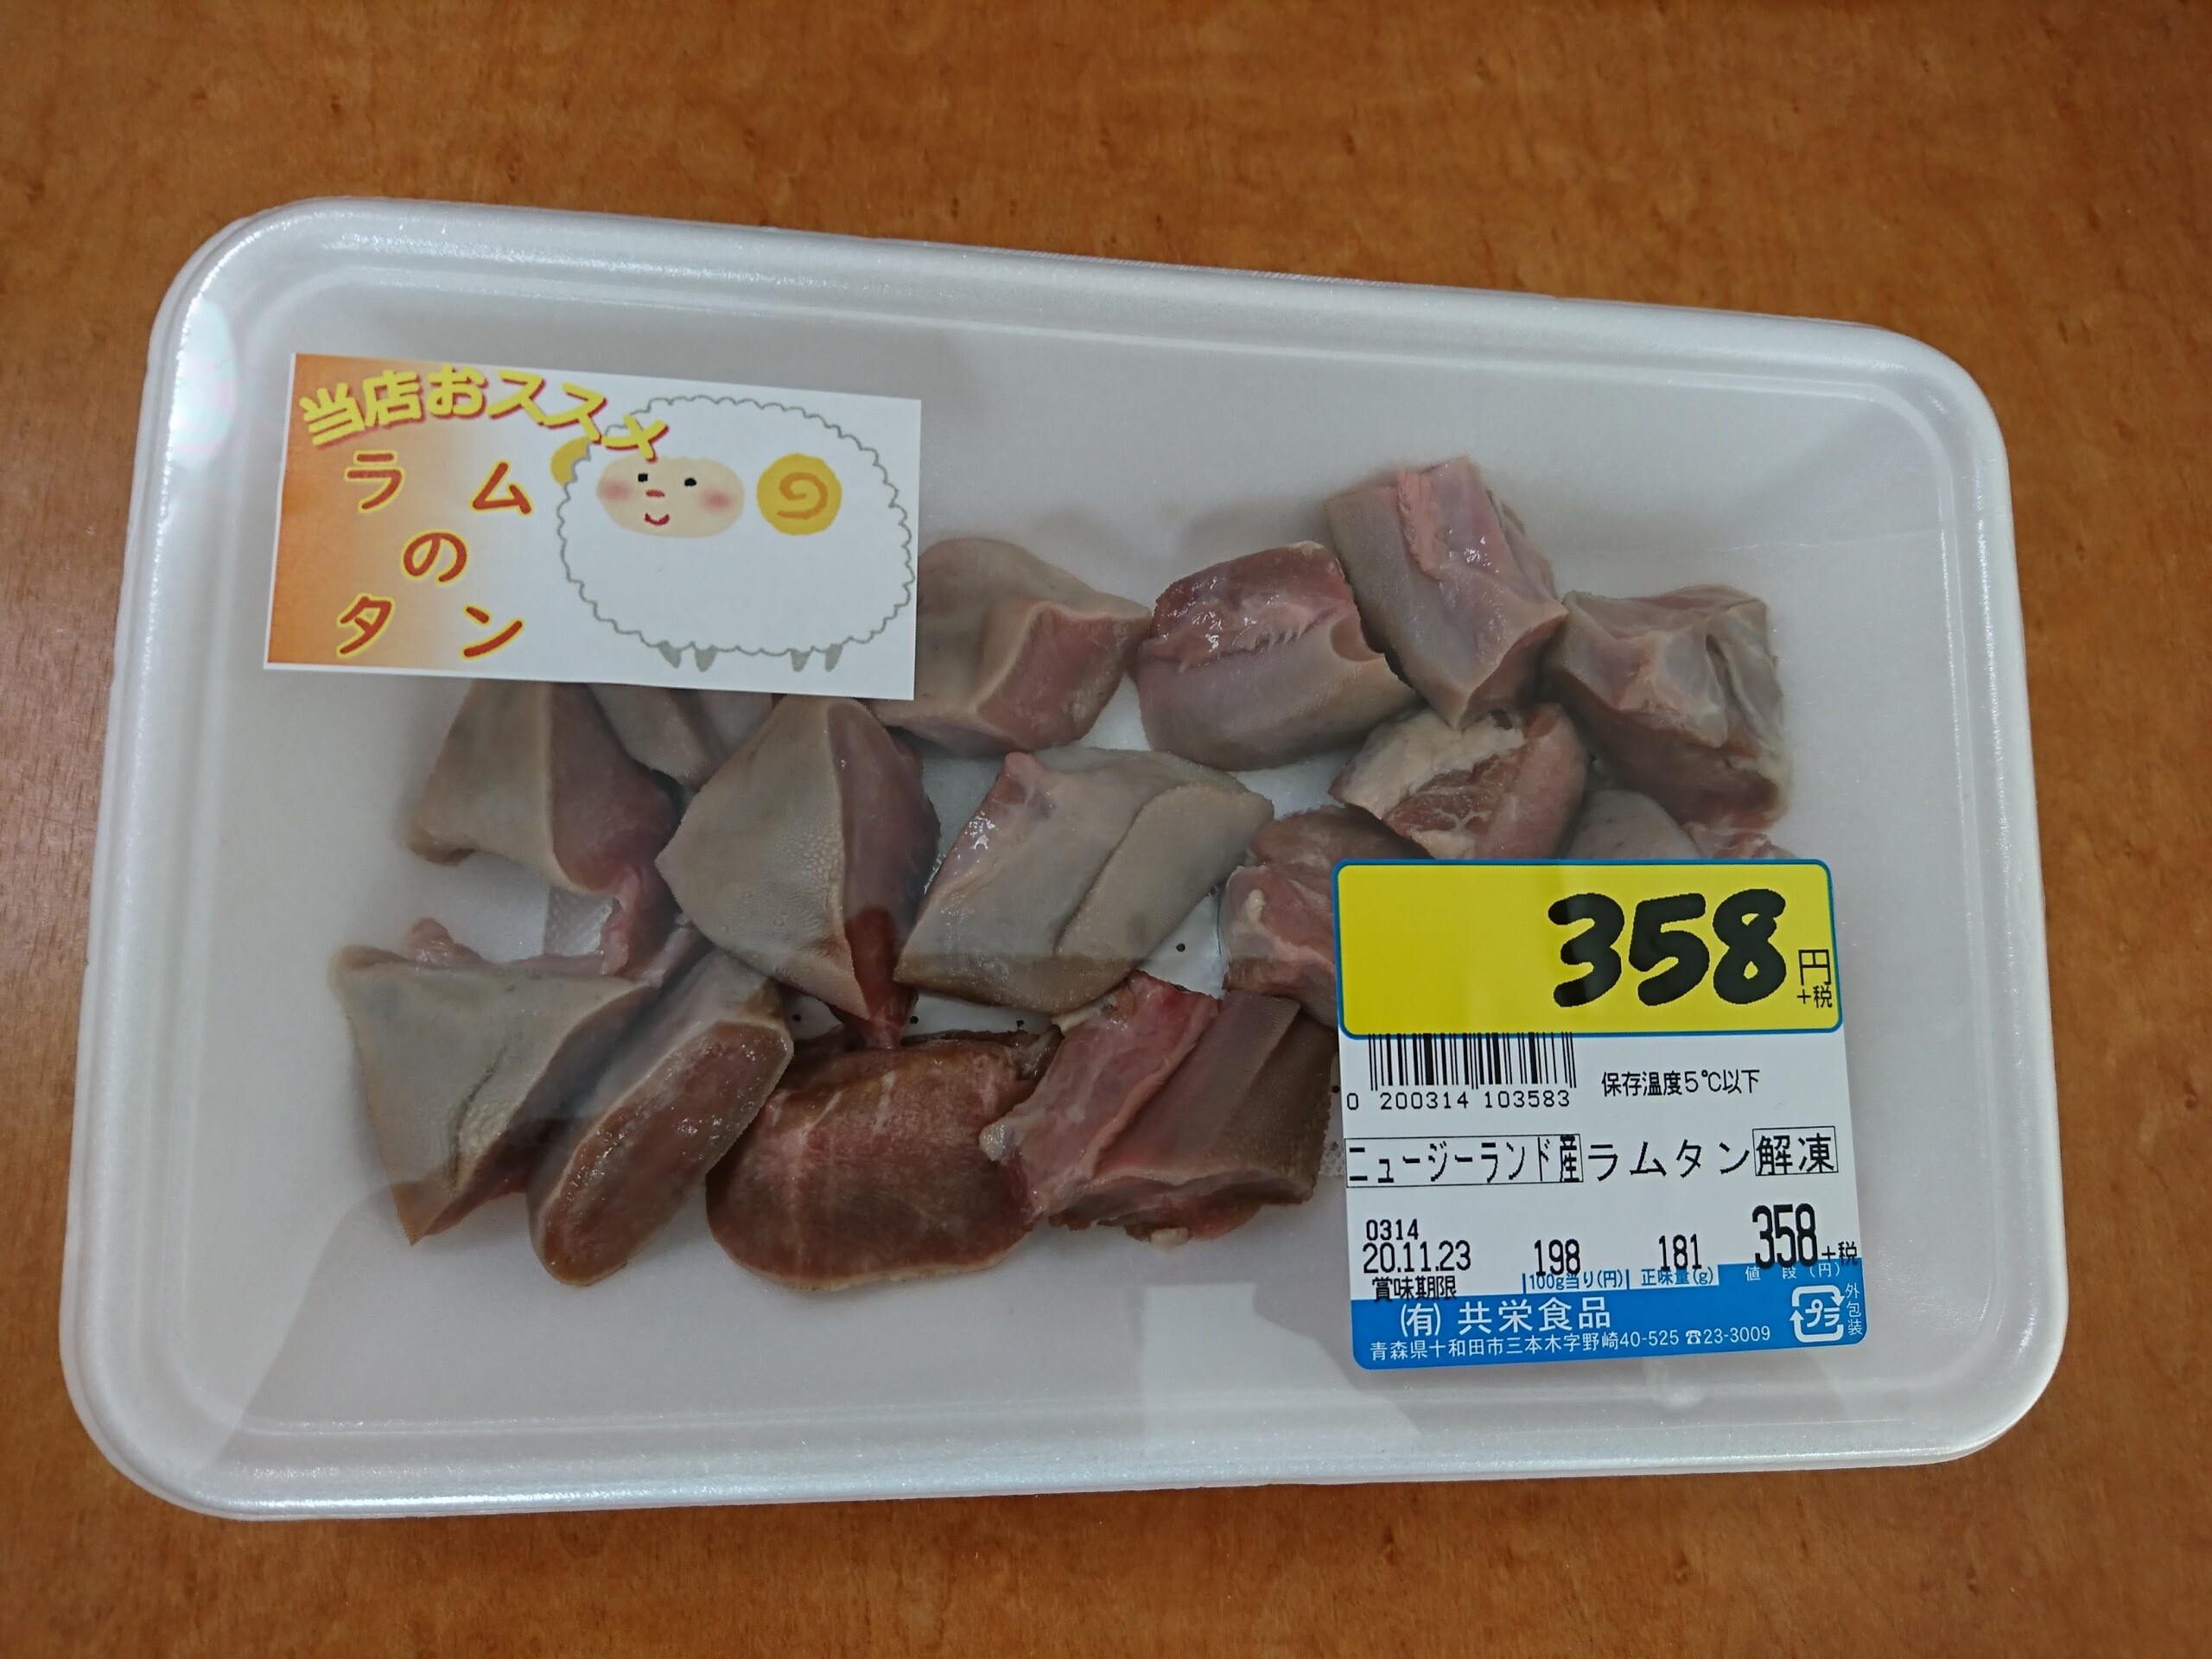 当店おススメ
ラム
の
タン
358
円
+税
0 200314 103583
保存温度5℃以下
ニュージーランド産ラムタン解凍
0314
20.11.23 198 181 358+税
賞味期限 100g当り(円) 正味量(g) 値段(円)
(有) 共栄食品
青森県十和田市三本木字野崎40-525 ☎23-3009
プラ
外包装